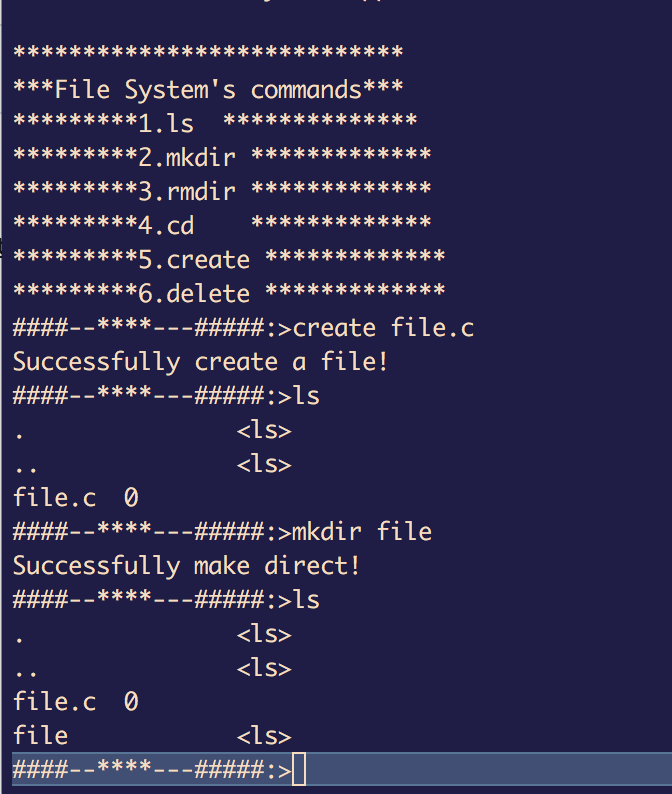 ****************************
***File System's commands***
*********1.ls  **************
*********2.mkdir *************
*********3.rmdir *************
*********4.cd    *************
*********5.create *************
*********6.delete *************
####--****---#####:>create file.c
Successfully create a file!
####--****---#####:>ls
.               <ls>
..              <ls>
file.c  0
####--****---#####:>mkdir file
Successfully make direct!
####--****---#####:>ls
.               <ls>
..              <ls>
file.c  0
file            <ls>
####--****---#####:>